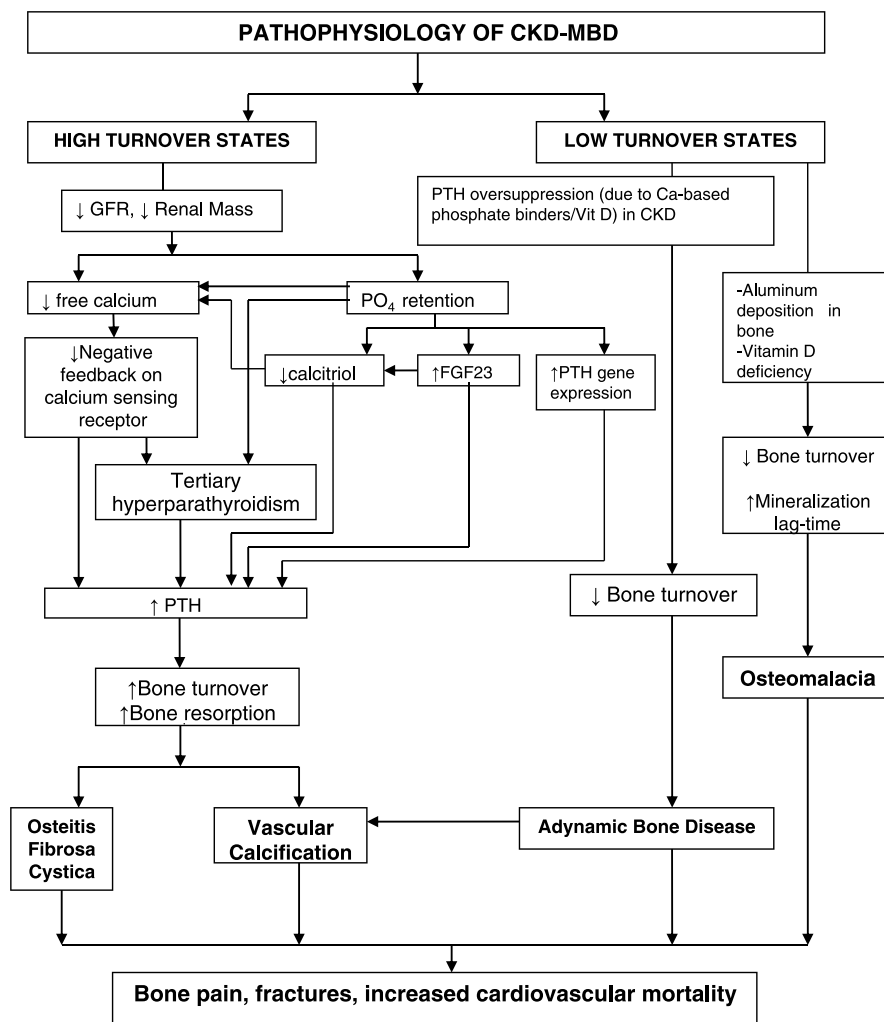 PATHOPHYSIOLOGY OF CKD-MBD
HIGH TURNOVER STATES
LOW TURNOVER STATES
↓ GFR, ↓ Renal Mass
PTH oversuppression (due to Ca-based
phosphate binders/Vit D) in CKD
↓ free calcium
PO₄ retention
-Aluminum
deposition in
bone
-Vitamin D
deficiency
↓Negative
feedback on
calcium sensing
receptor
↓calcitriol
↑FGF23
↑PTH gene
expression
Tertiary
hyperparathyroidism
↓ Bone turnover
↑Mineralization
lag-time
↑ PTH
↓ Bone turnover
↑Bone turnover
↑Bone resorption
Osteomalacia
Osteitis
Fibrosa
Cystica
Vascular
Calcification
Adynamic Bone Disease
Bone pain, fractures, increased cardiovascular mortality